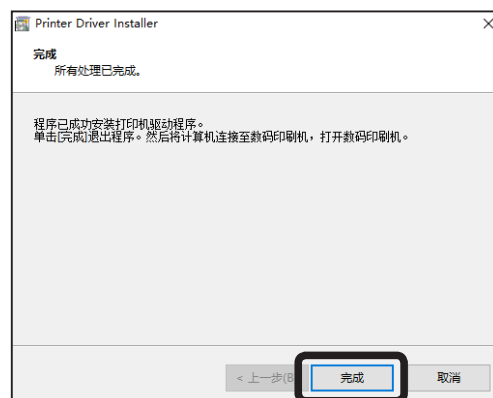 Printer Driver Installer
完成
所有处理已完成。
程序已成功安装打印机驱动程序。
单击[完成]退出程序。然后将计算机连接至数码印刷机，打开数码印刷机。
< 上一步(B
完成
取消